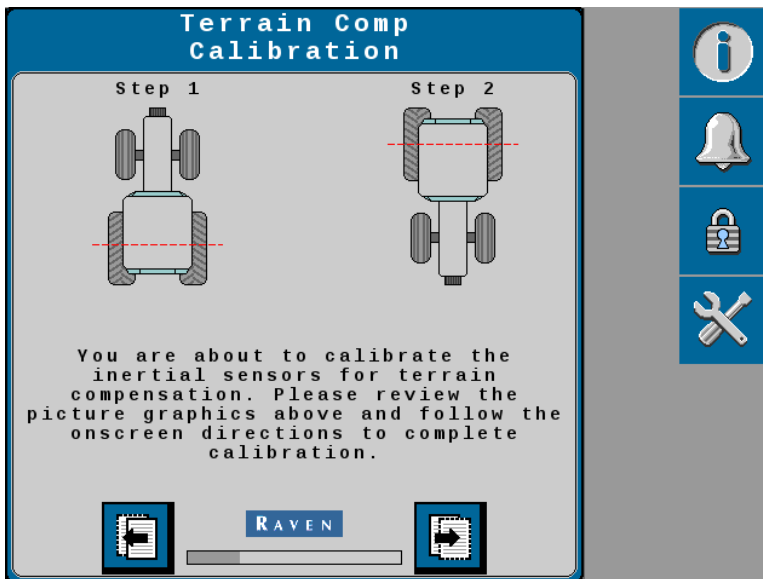 Terrain Comp
Calibration
Step 1
Step 2
You are about to calibrate the
inertial sensors for terrain
compensation. Please review the
picture graphics above and follow the
onscreen directions to complete
calibration.
RAVEN